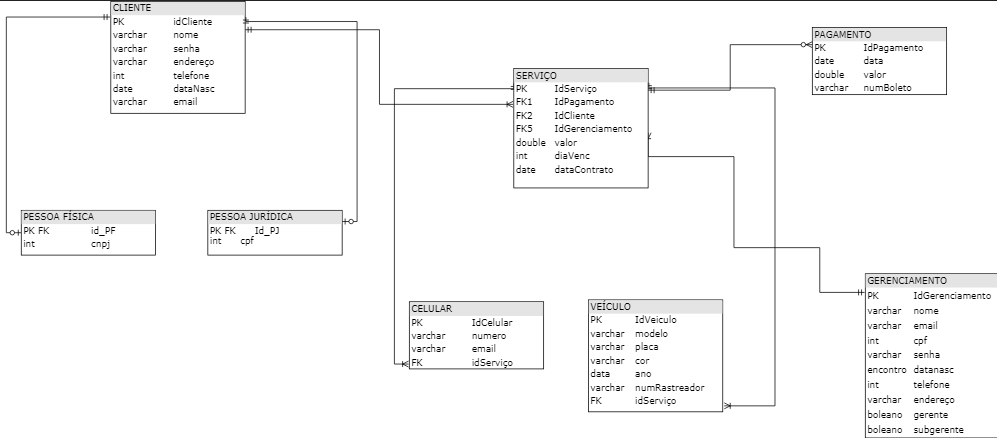 CLIENTE
PK idCliente
varchar nome
varchar senha
varchar endereço
int telefone
date dataNasc
varchar email
PAGAMENTO
PK IdPagamento
date data
double valor
varchar numBoleto
SERVIÇO
PK IdServiço
FK1 IdPagamento
FK2 IdCliente
FK5 IdGerenciamento
double valor
int diaVenc
date dataContrato
PESSOA FÍSICA
PK FK id_PF
int cnpj
PESSOA JURÍDICA
PK FK Id_PJ
int cpf
CELULAR
PK IdCelular
varchar numero
varchar email
FK idServiço
VEÍCULO
PK IdVeiculo
varchar modelo
varchar placa
varchar cor
data ano
varchar numRastreador
FK idServiço
GERENCIAMENTO
PK IdGerenciamento
varchar nome
varchar email
int cpf
varchar senha
encontro datanasc
int telefone
varchar endereço
boleano gerente
boleano subgerente